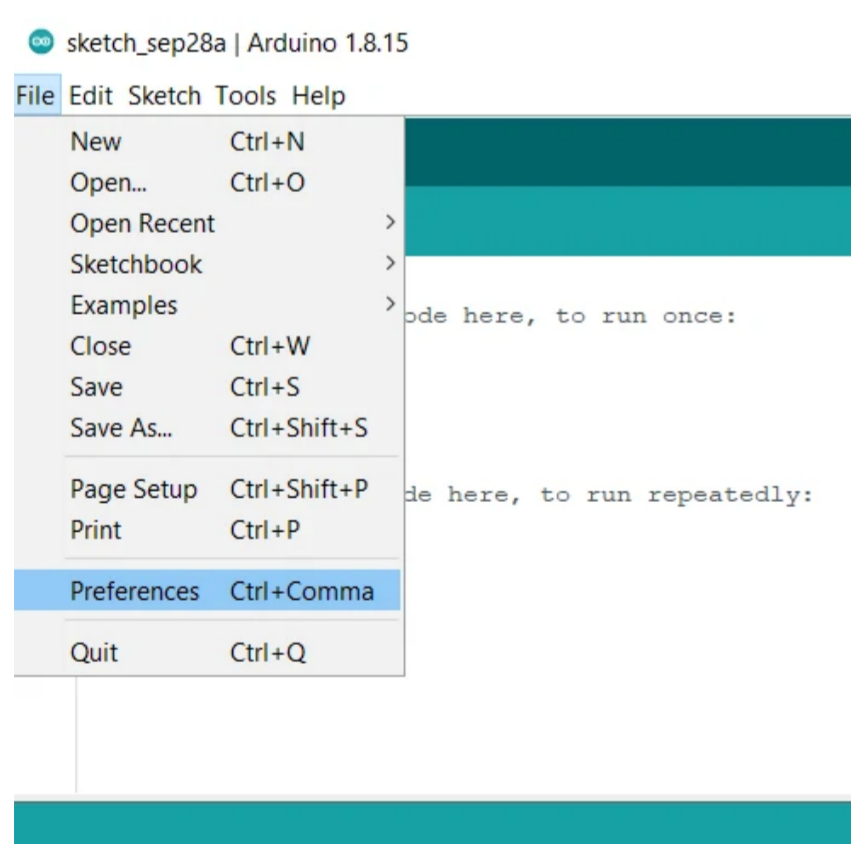 sketch_sep28a | Arduino 1.8.15
File Edit Sketch Tools Help
New Ctrl+N
Open... Ctrl+O
Open Recent
Sketchbook
Examples
ode here, to run once:
Close Ctrl+W
Save Ctrl+S
Save As... Ctrl+Shift+S
Page Setup Ctrl+Shift+P
de here, to run repeatedly:
Print Ctrl+P
Preferences Ctrl+Comma
Quit Ctrl+Q